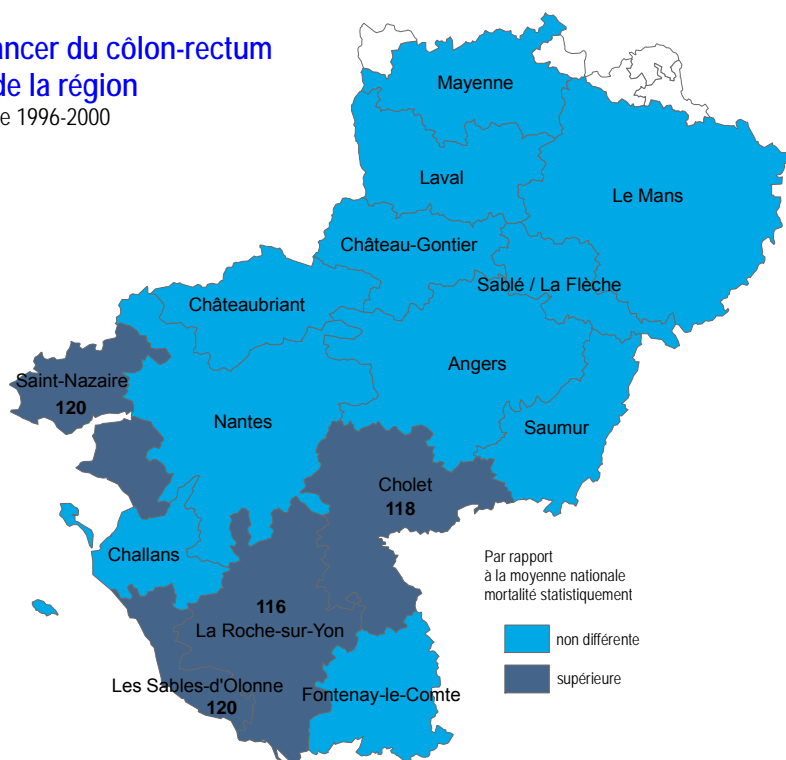 ancer du côlon-rectum
de la région
e 1996-2000
Mayenne
Laval
Le Mans
Château-Gontier
Sablé / La Flèche
Châteaubriant
Angers
Saint-Nazaire
120
Nantes
Saumur
Cholet
118
Challans
116
La Roche-sur-Yon
Les Sables-d'Olonne
120
Fontenay-le-Comte
Par rapport
à la moyenne nationale
mortalité statistiquement
non différente
supérieure